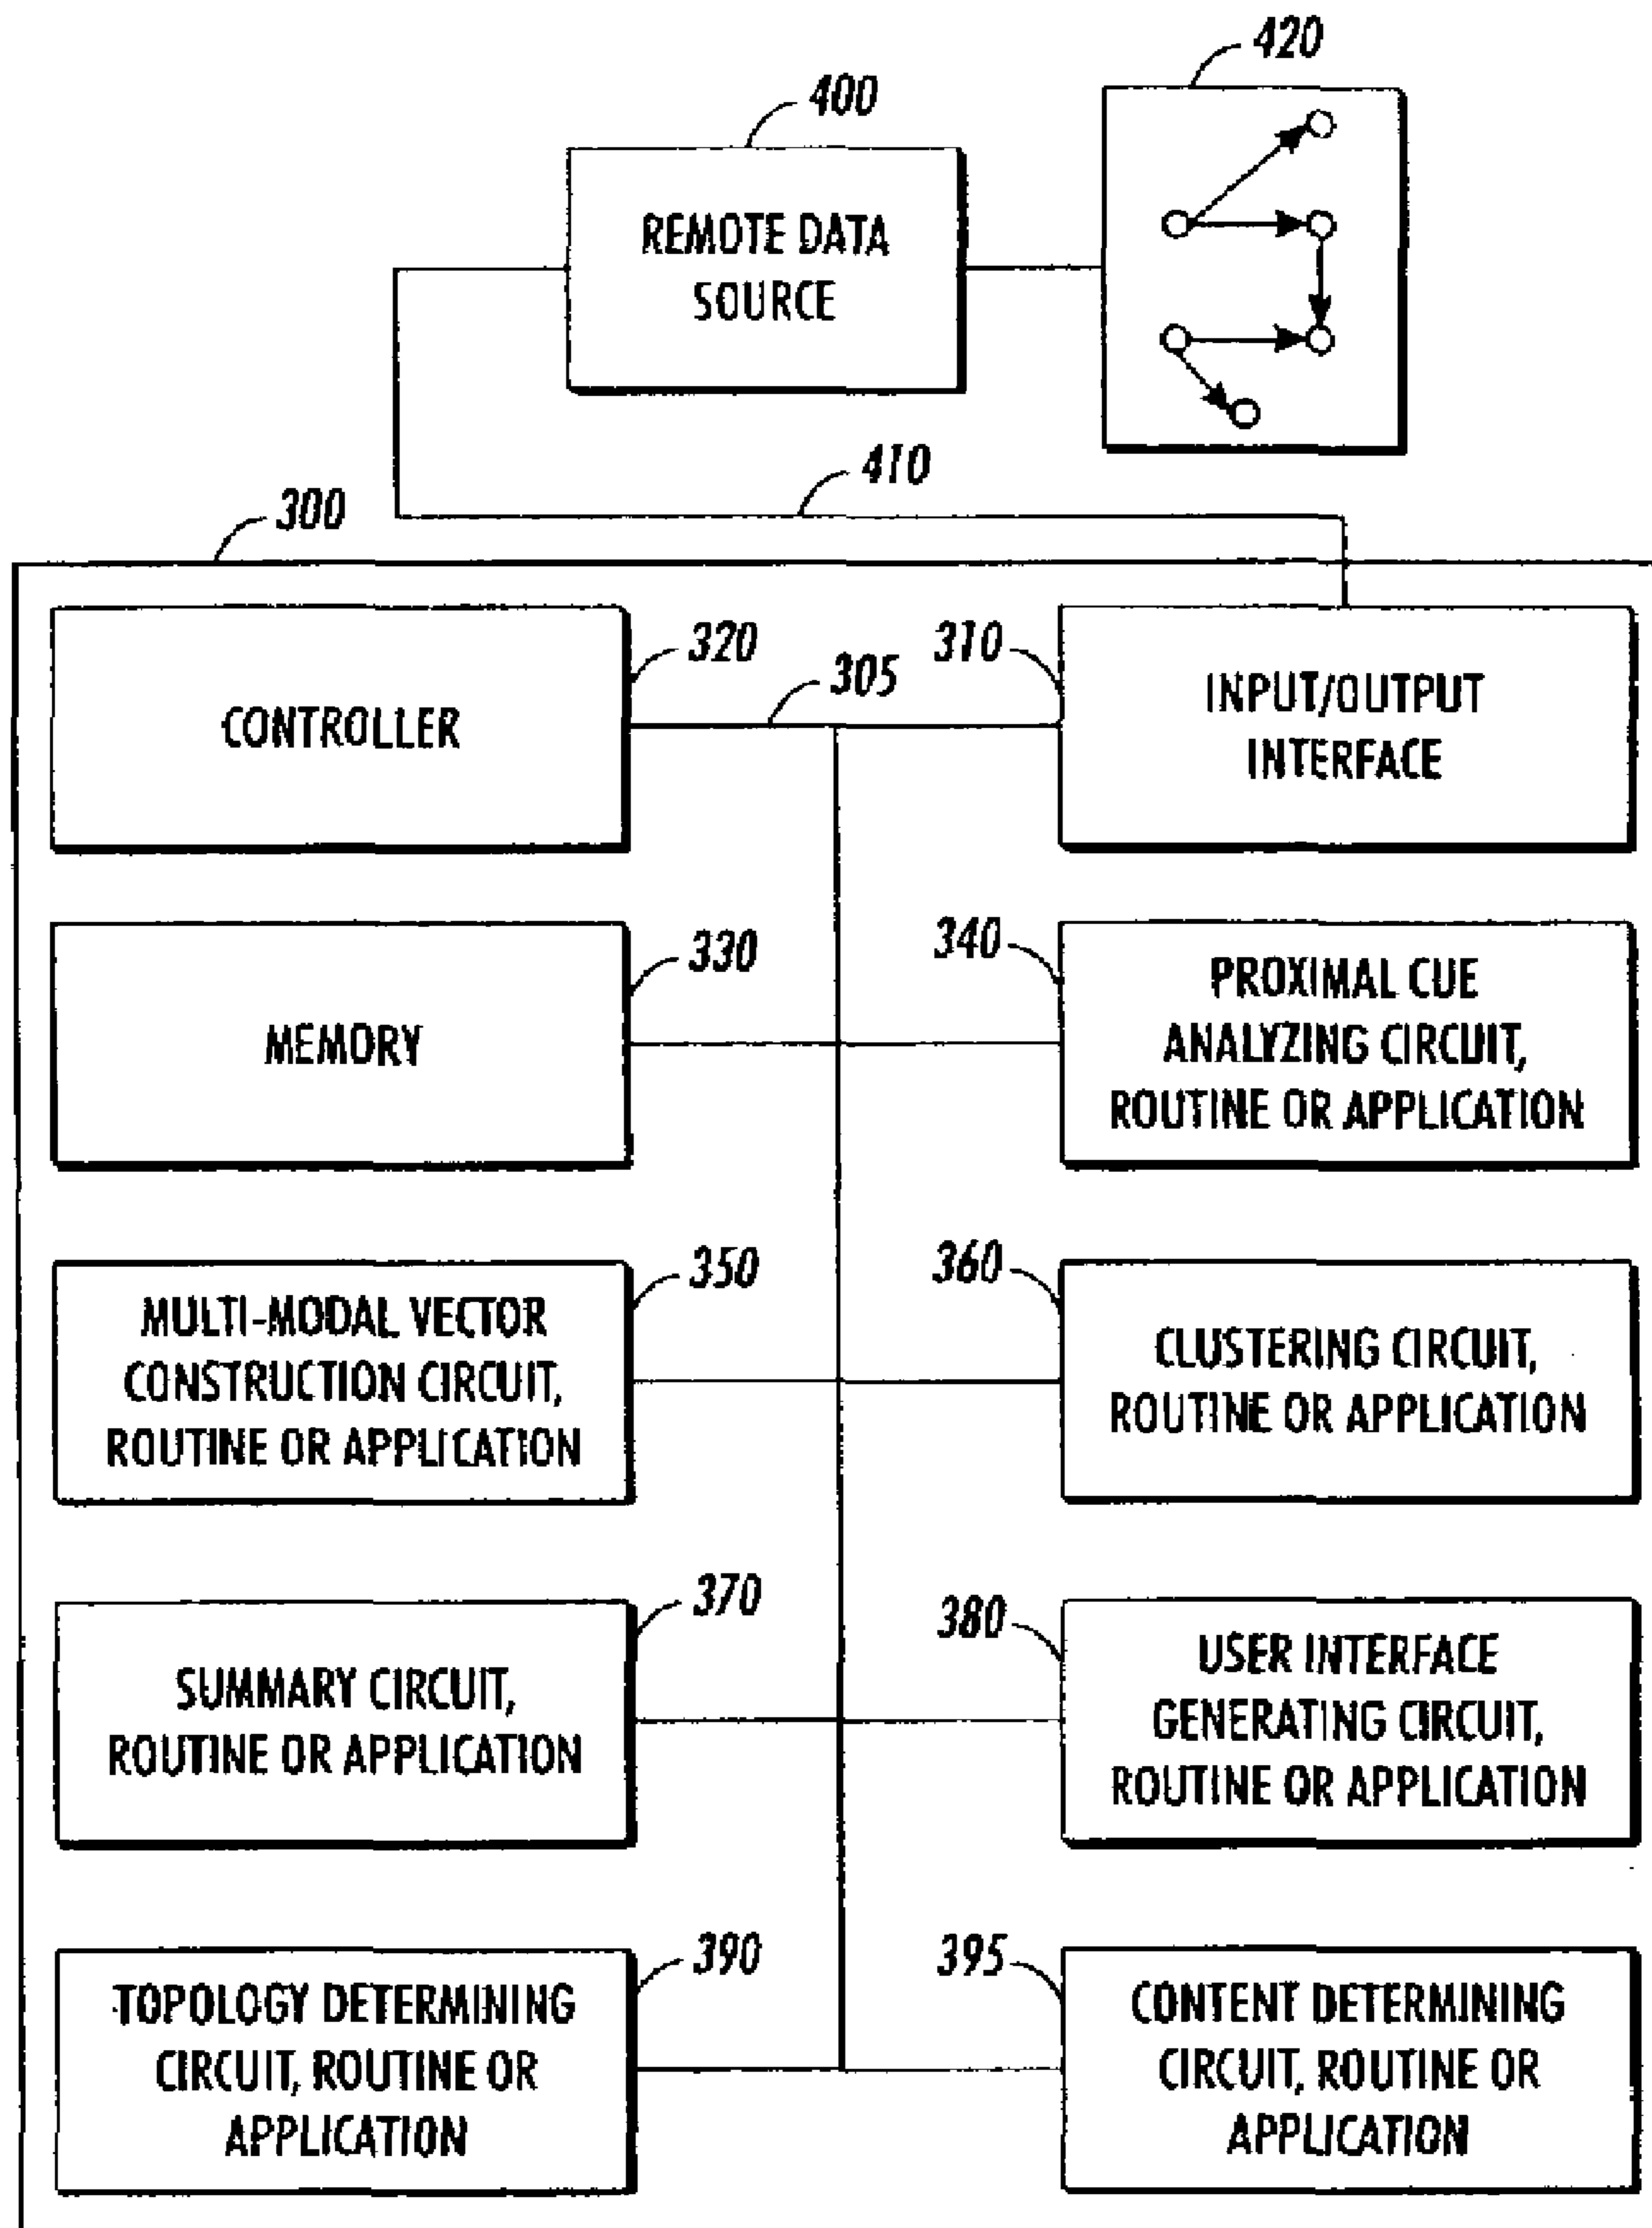 420
400
REMOTE DATA
SOURCE
410
300
320
310
305
CONTROLLER
INPUT/OUTPUT
INTERFACE
330
340
MEMORY
PROXIMAL CUE
ANALYZING CIRCUIT,
ROUTINE OR APPLICATION
350
360
MULTI-MODAL VECTOR
CONSTRUCTION CIRCUIT,
ROUTINE OR APPLICATION
CLUSTERING CIRCUIT,
ROUTINE OR APPLICATION
370
380
SUMMARY CIRCUIT,
ROUTINE OR APPLICATION
USER INTERFACE
GENERATING CIRCUIT,
ROUTINE OR APPLICATION
390
395
TOPOLOGY DETERMINING
CIRCUIT, ROUTINE OR
APPLICATION
CONTENT DETERMINING
CIRCUIT, ROUTINE OR
APPLICATION